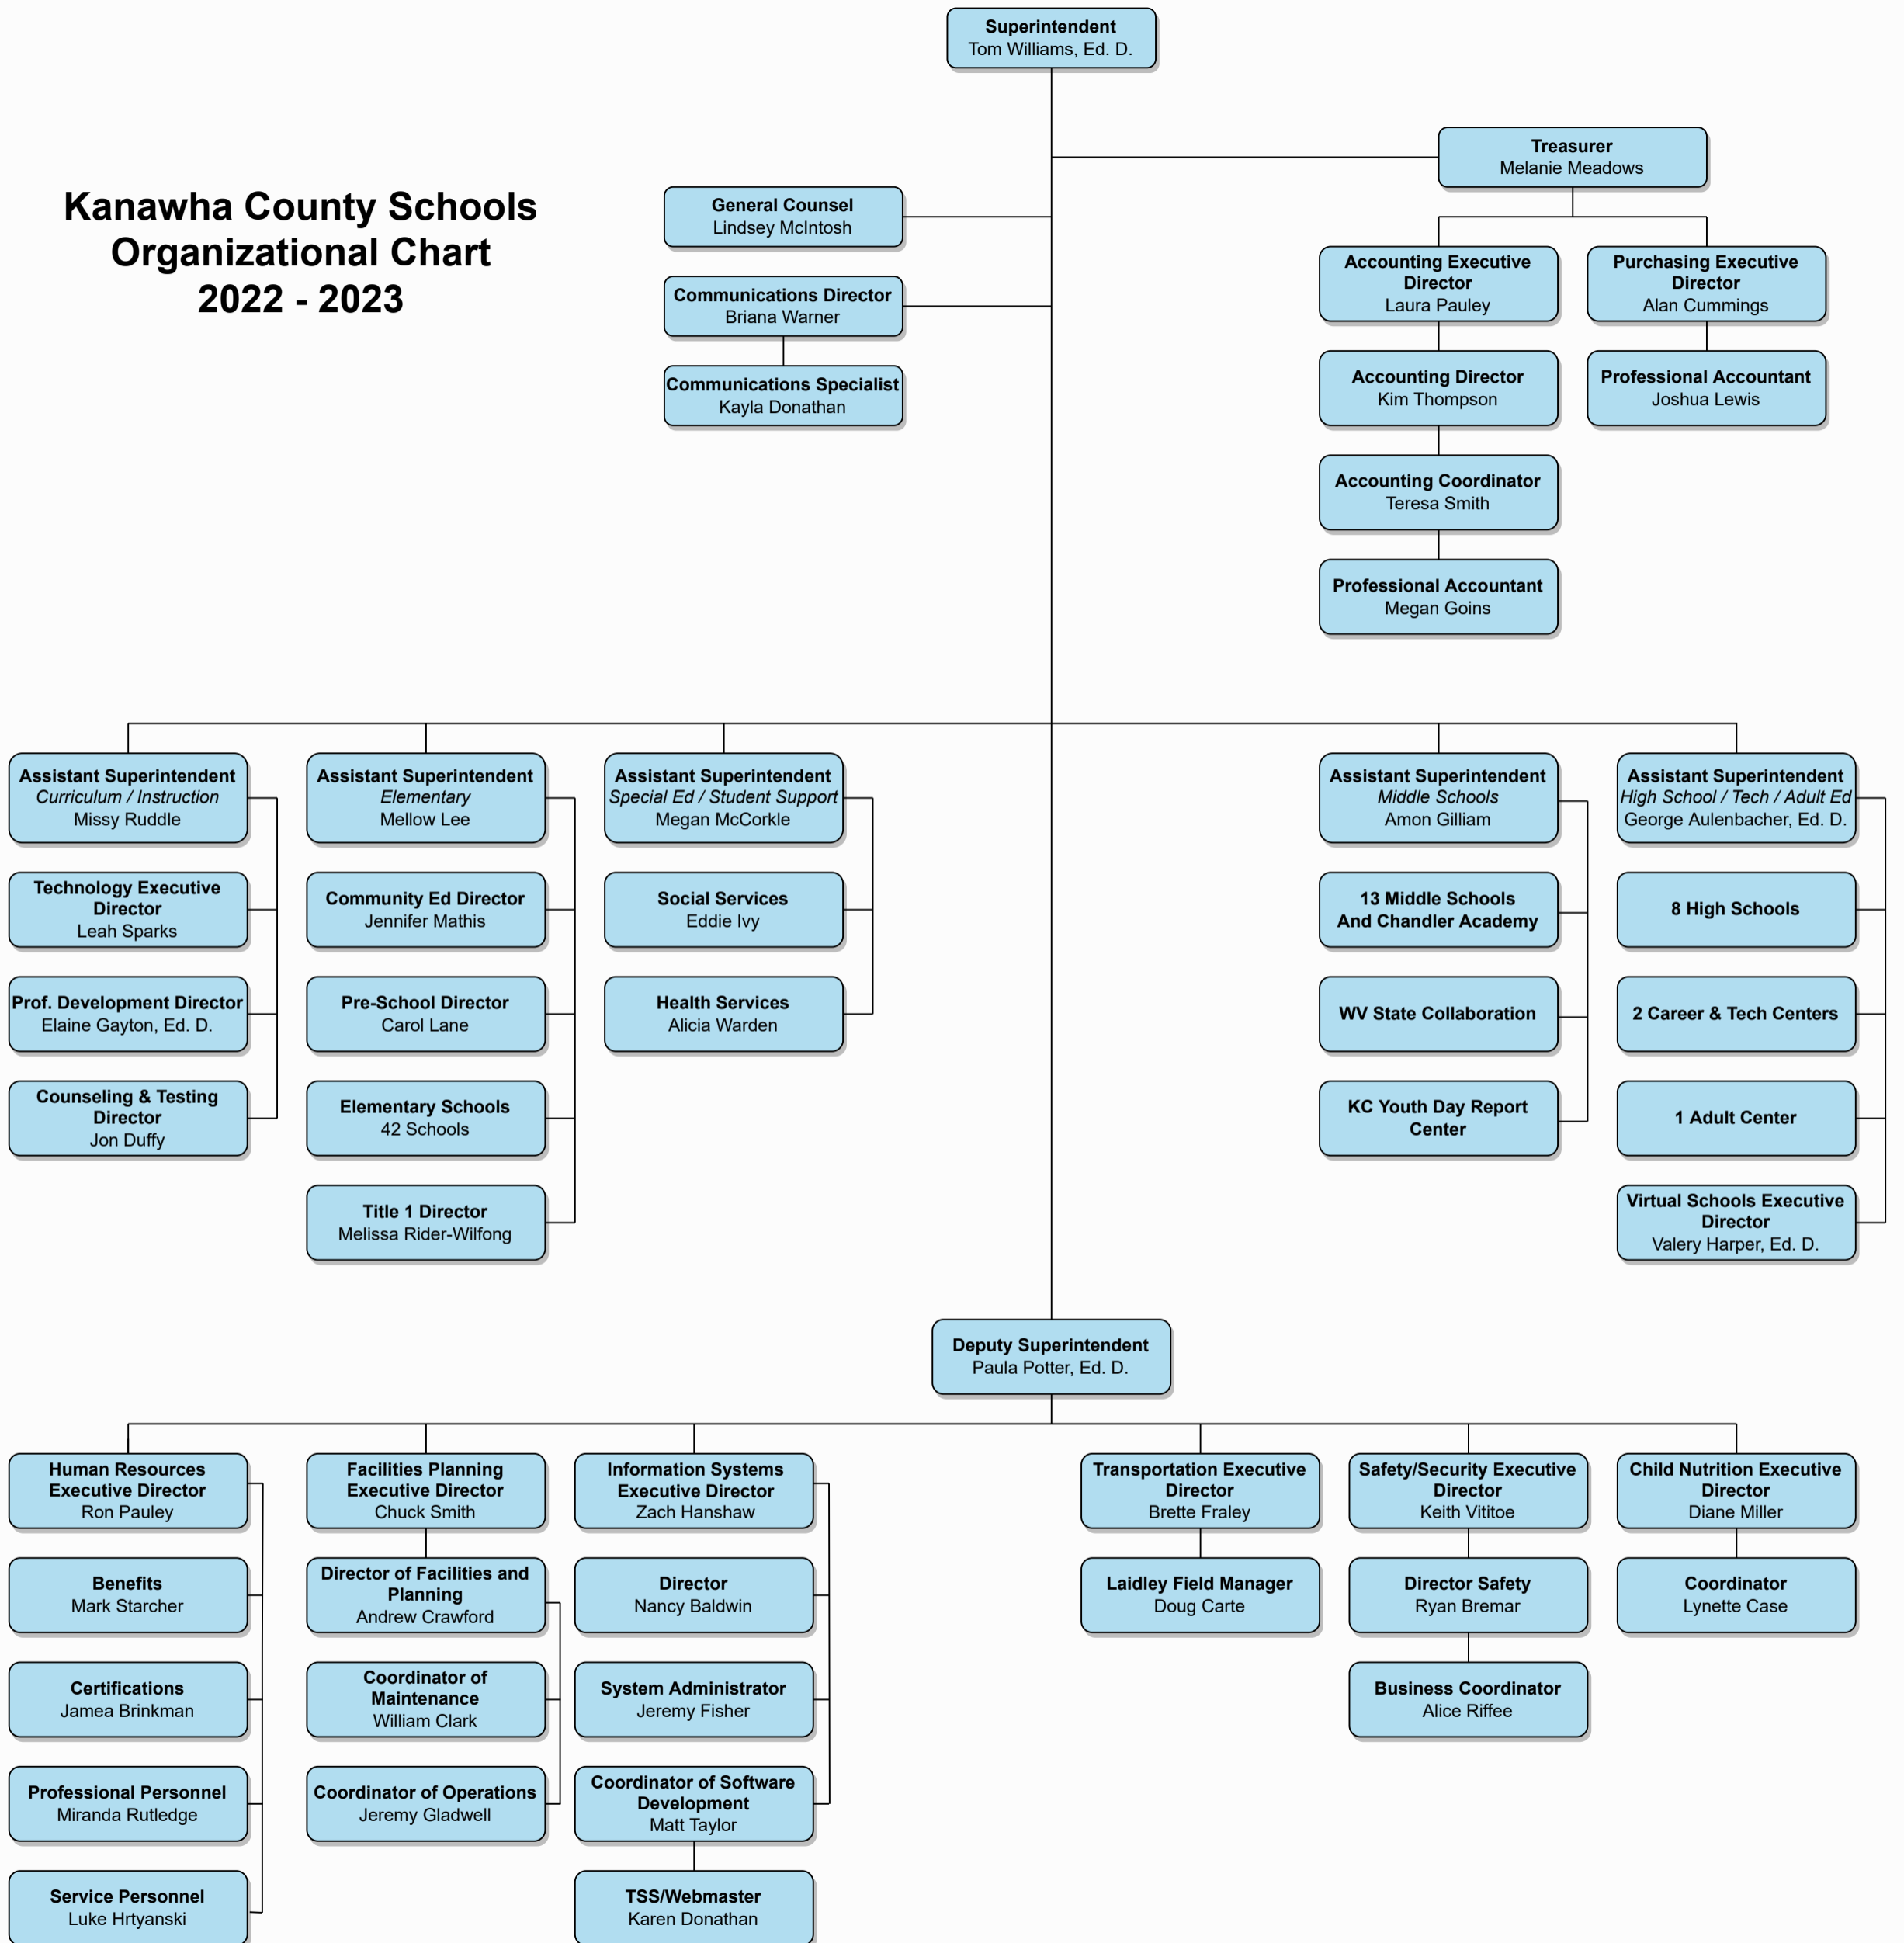 Superintendent
Tom Williams, Ed. D.
Treasurer
Melanie Meadows
Kanawha County Schools
Organizational Chart
2022 - 2023
General Counsel
Lindsey McIntosh
Communications Director
Briana Warner
Communications Specialist
Kayla Donathan
Accounting Executive
Director
Laura Pauley
Purchasing Executive
Director
Alan Cummings
Accounting Director
Kim Thompson
Professional Accountant
Joshua Lewis
Accounting Coordinator
Teresa Smith
Professional Accountant
Megan Goins
Assistant Superintendent
Curriculum / Instruction
Missy Ruddle
Technology Executive
Director
Leah Sparks
Prof. Development Director
Elaine Gayton, Ed. D.
Counseling & Testing
Director
Jon Duffy
Assistant Superintendent
Elementary
Mellow Lee
Community Ed Director
Jennifer Mathis
Pre-School Director
Carol Lane
Elementary Schools
42 Schools
Title 1 Director
Melissa Rider-Wilfong
Assistant Superintendent
Special Ed / Student Support
Megan McCorkle
Social Services
Eddie Ivy
Health Services
Alicia Warden
Assistant Superintendent
Middle Schools
Amon Gilliam
13 Middle Schools
And Chandler Academy
WV State Collaboration
KC Youth Day Report
Center
Assistant Superintendent
High School / Tech / Adult Ed
George Aulenbacher, Ed. D.
8 High Schools
2 Career & Tech Centers
1 Adult Center
Virtual Schools Executive
Director
Valery Harper, Ed. D.
Deputy Superintendent
Paula Potter, Ed. D.
Human Resources
Executive Director
Ron Pauley
Benefits
Mark Starcher
Certifications
Jamea Brinkman
Professional Personnel
Miranda Rutledge
Service Personnel
Luke Hrtyanski
Facilities Planning
Executive Director
Chuck Smith
Director of Facilities and
Planning
Andrew Crawford
Coordinator of
Maintenance
William Clark
Coordinator of Operations
Jeremy Gladwell
Information Systems
Executive Director
Zach Hanshaw
Director
Nancy Baldwin
System Administrator
Jeremy Fisher
Coordinator of Software
Development
Matt Taylor
TSS/Webmaster
Karen Donathan
Transportation Executive
Director
Brette Fraley
Laidley Field Manager
Doug Carte
Safety/Security Executive
Director
Keith Vititoe
Director Safety
Ryan Bremar
Business Coordinator
Alice Riffee
Child Nutrition Executive
Director
Diane Miller
Coordinator
Lynette Case